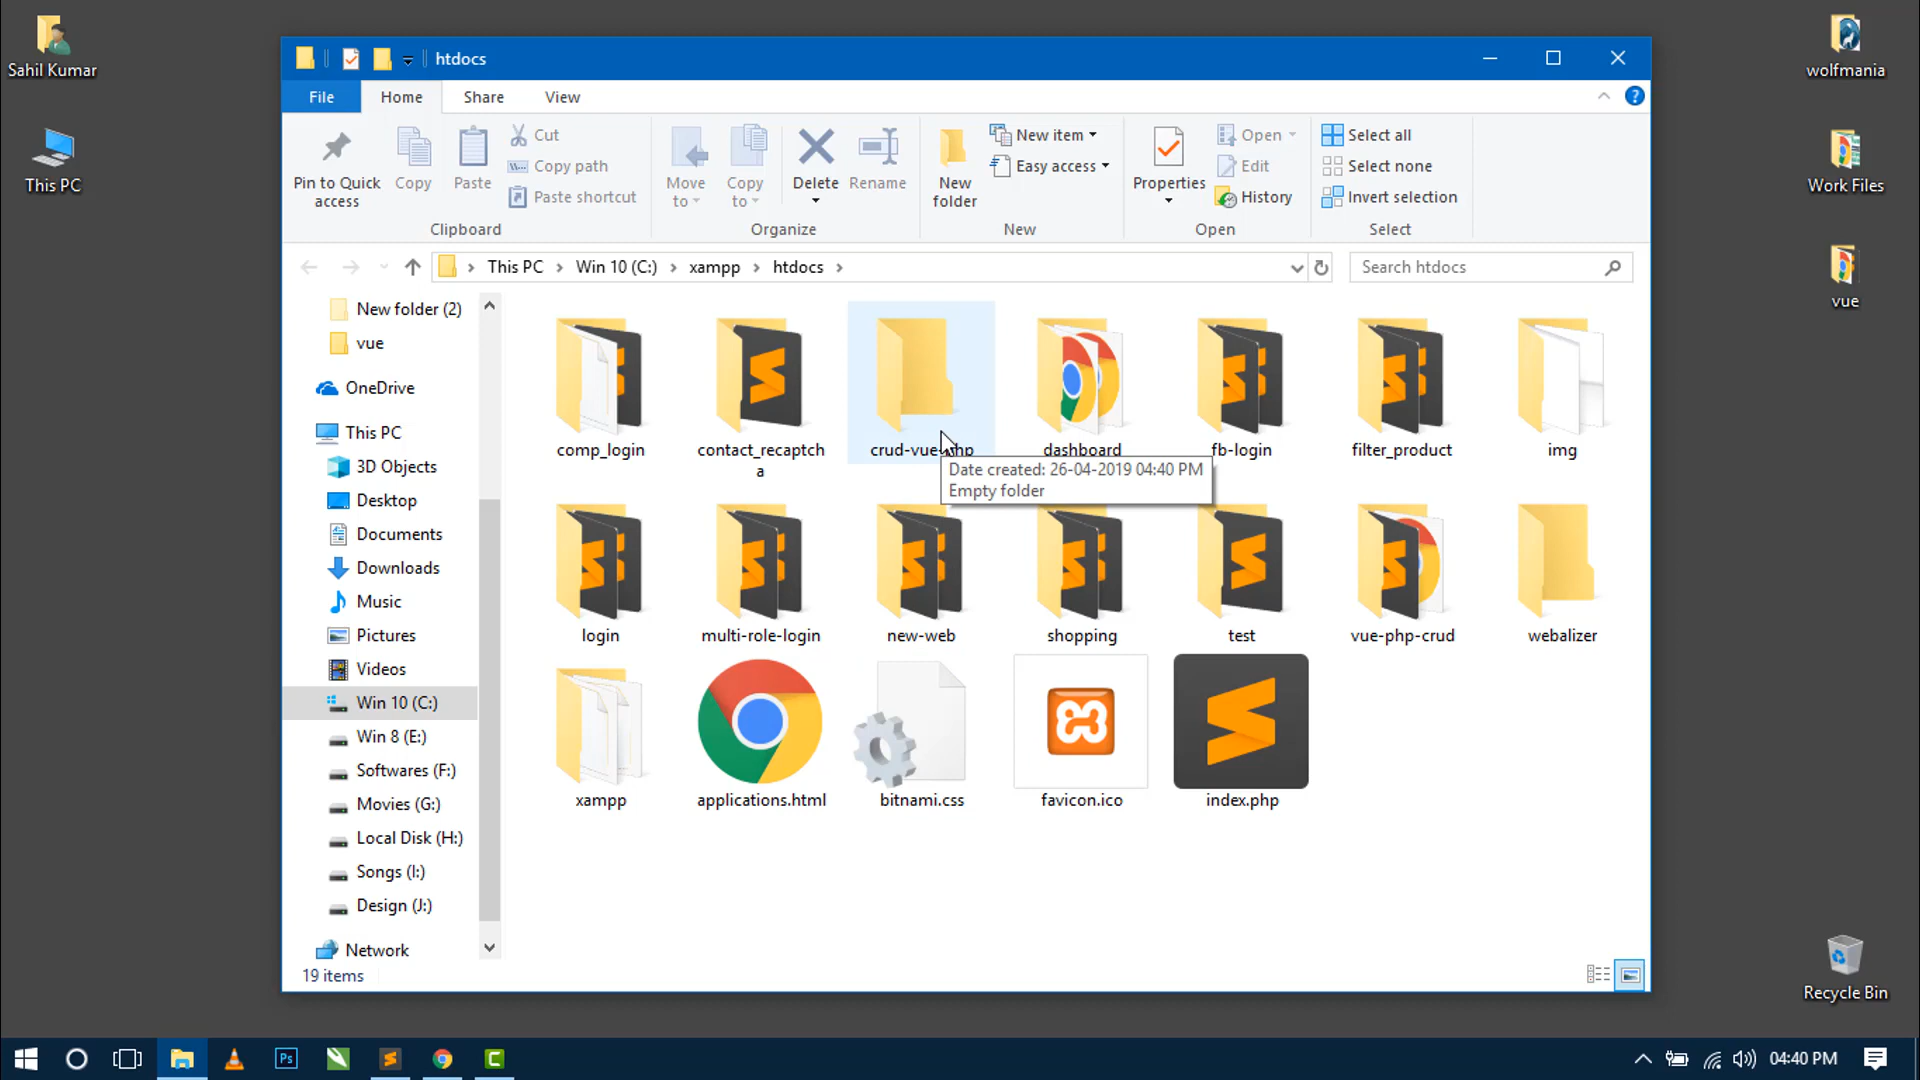 Sahil Kumar
This PC
wolfmania
Work Files
vue
Recycle Bin
htdocs
File
Home
Share
View
Pin to Quick
access
Copy
Paste
Cut
Copy path
Paste shortcut
Clipboard
Move
to
Copy
to
Delete
Rename
Organize
New
folder
New item
Easy access
New
Properties
Open
Edit
History
Open
Select all
Select none
Invert selection
Select
This PC
Win 10 (C:)
xampp
htdocs
Search htdocs
New folder (2)
vue
OneDrive
This PC
3D Objects
Desktop
Documents
Downloads
Music
Pictures
Videos
Win 10 (C:)
Win 8 (E:)
Softwares (F:)
Movies (G:)
Local Disk (H:)
Songs (I:)
Design (J:)
Network
comp_login
contact_recaptch
a
crud-vue-php
dashboard
fb-login
filter_product
img
Date created: 26-04-2019 04:40 PM
Empty folder
login
multi-role-login
new-web
shopping
test
vue-php-crud
webalizer
xampp
applications.html
bitnami.css
favicon.ico
index.php
19 items
Ps
04:40 PM